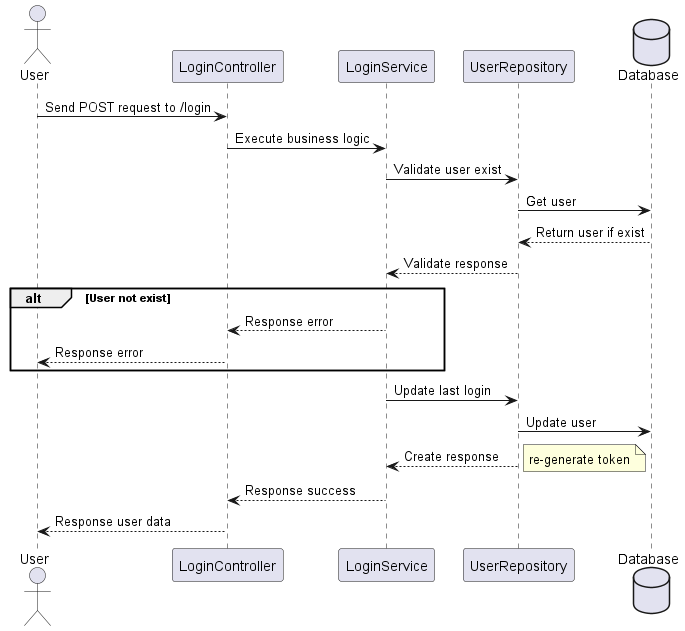 User
LoginController
LoginService
UserRepository
Database
Send POST request to /login
Execute business logic
Validate user exist
Get user
Return user if exist
Validate response
alt
[User not exist]
Response error
Response error
Update last login
Update user
Create response
re-generate token
Response success
Response user data
User
LoginController
LoginService
UserRepository
Database